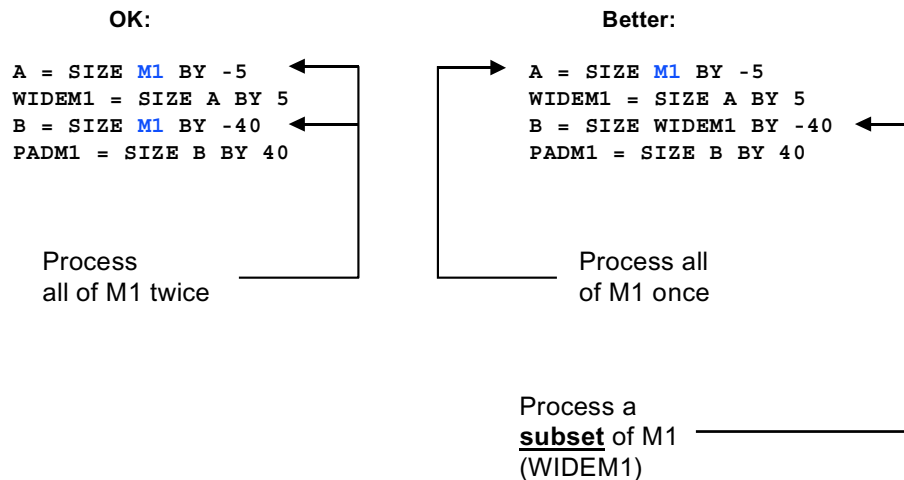 OK:
A = SIZE M1 BY -5
WIDEM1 = SIZE A BY 5
B = SIZE M1 BY -40
PADM1 = SIZE B BY 40
Process
all of M1 twice
Better:
A = SIZE M1 BY -5
WIDEM1 = SIZE A BY 5
B = SIZE WIDEM1 BY -40
PADM1 = SIZE B BY 40
Process all
of M1 once
Process a
subset of M1
(WIDEM1)